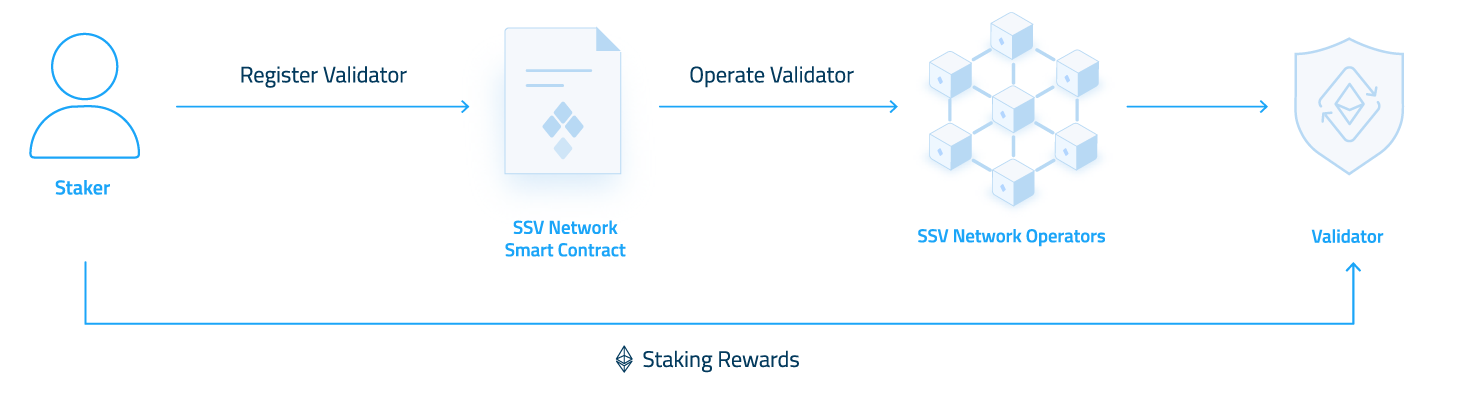 Register Validator
Operate Validator
Staker
SSV Network
Smart Contract
SSV Network Operators
Validator
Staking Rewards